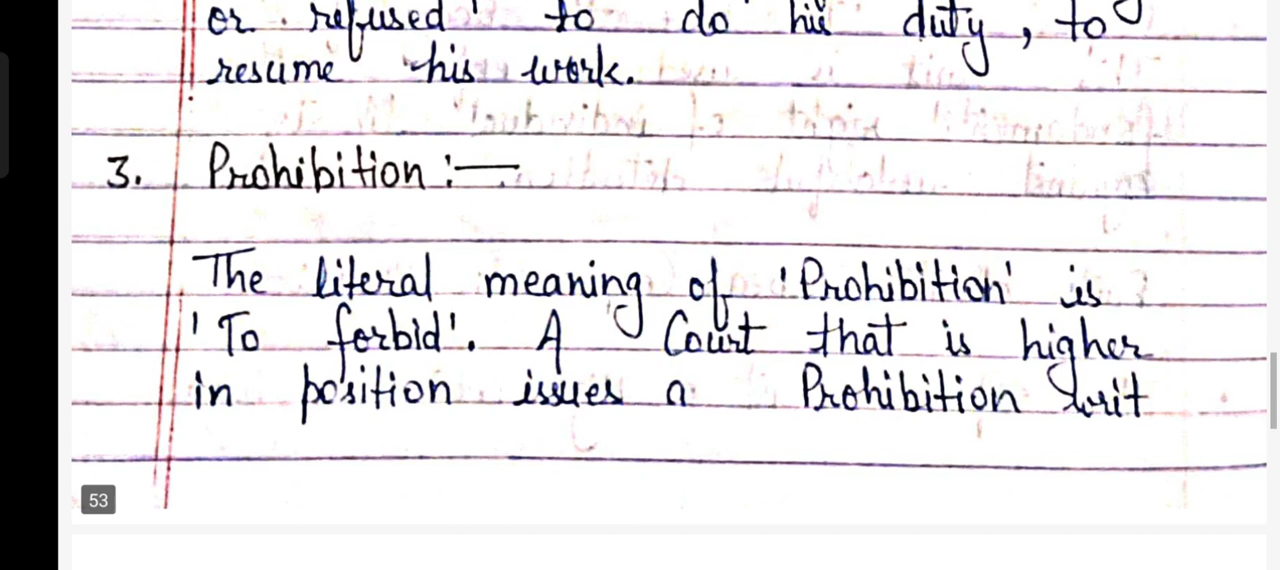 or refused to do his duty, to
resume his work.
3. Prohibition :—
The literal meaning of 'Prohibition' is
'To forbid'. A Court that is higher
in position issues a Prohibition writ
53